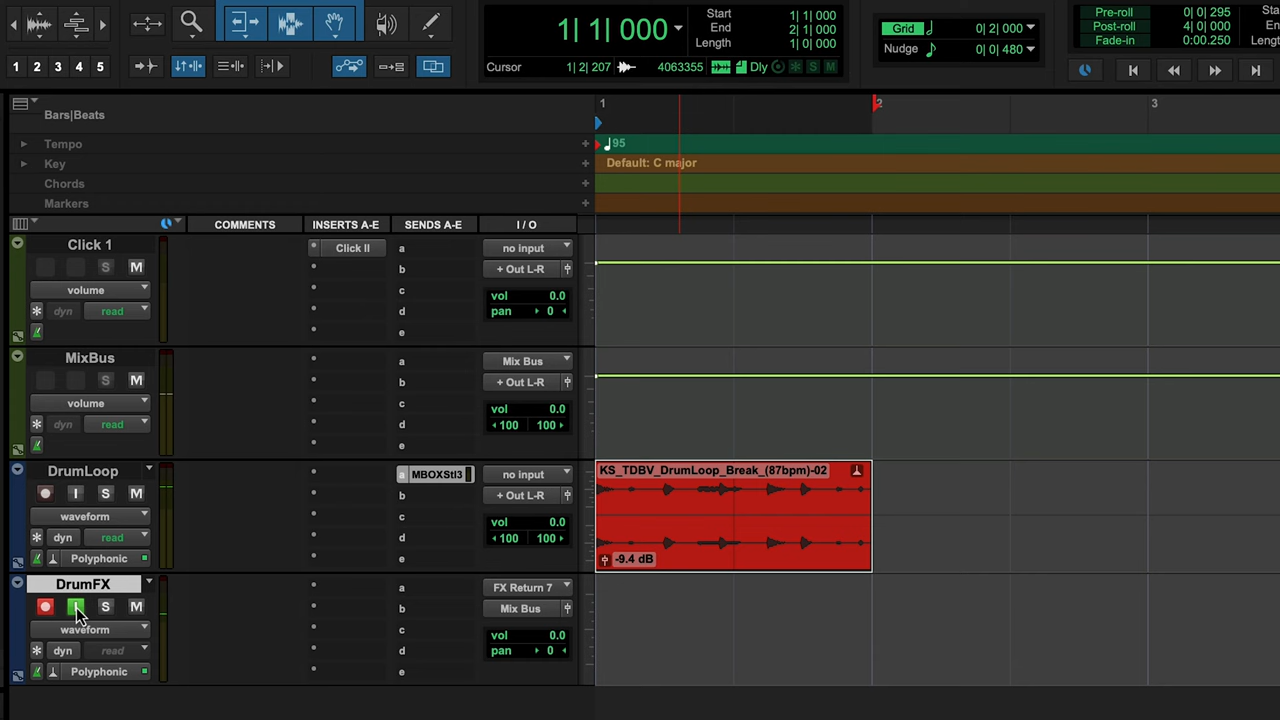 1| 1| 000
Start 1| 1| 000
End 2| 1| 000
Length 1| 0| 000
Cursor 1| 2| 207 4063355 Dly S M
Grid 0| 2| 000
Nudge 0| 0| 480
Pre-roll 0| 0| 295
Post-roll 4| 0| 000
Fade-in 0:00.250
1 2 3 4 5
Bars|Beats
1 2 3
Tempo +
95
Key +
Default: C major
Chords +
Markers +
COMMENTS INSERTS A-E SENDS A-E I / O
Click 1
S M
volume
dyn read
Click II
a
b
c
d
e
no input
+ Out L-R
vol 0.0
pan 0
MixBus
S M
volume
dyn read
a
b
c
d
e
Mix Bus
+ Out L-R
vol 0.0
100 100
DrumLoop
I S M
waveform
dyn read
Polyphonic
a MBOXStt3
b
c
d
e
no input
+ Out L-R
vol 0.0
100 100
KS_TDBV_DrumLoop_Break_(87bpm)-02
-9.4 dB
DrumFX
I S M
waveform
dyn read
Polyphonic
a
b
c
d
e
FX Return 7
Mix Bus
vol 0.0
pan 0